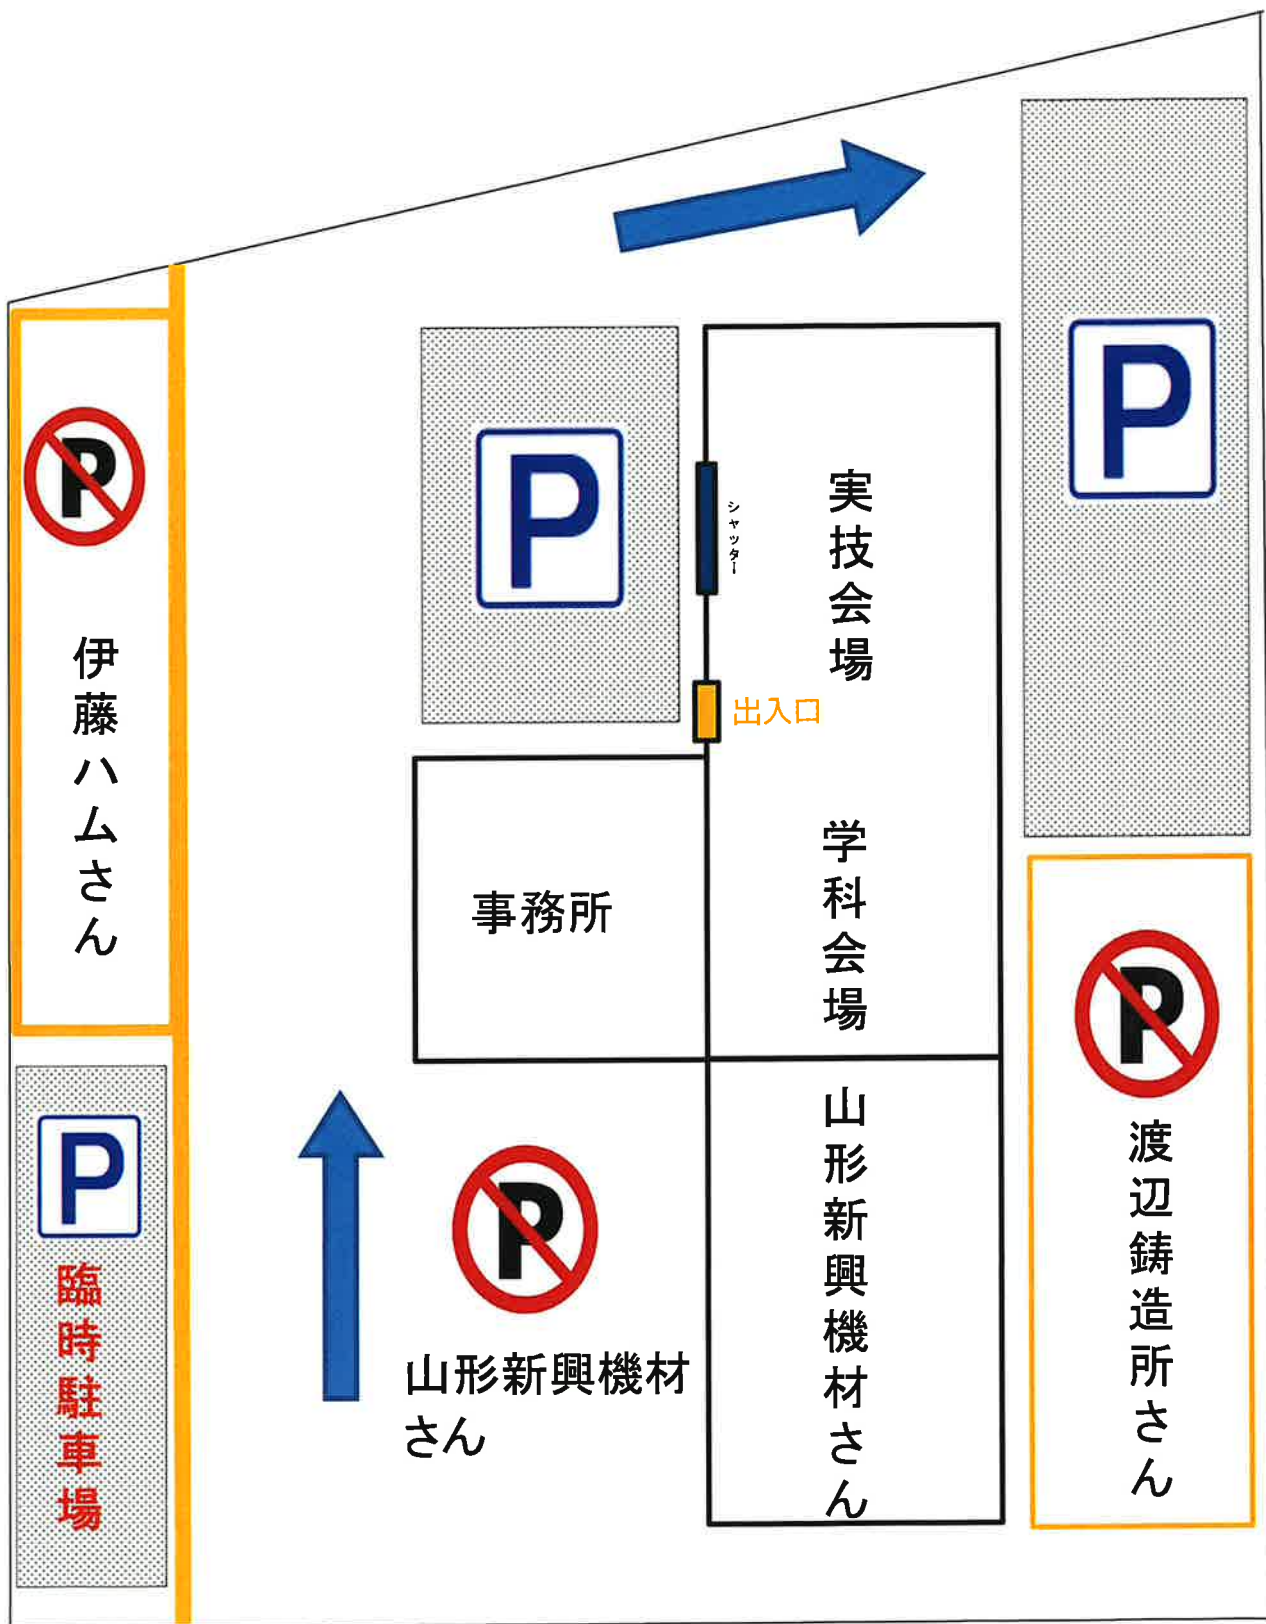 P
P
P
シャッター
実技会場
出入口
伊藤ハムさん
学科会場
事務所
P
P
臨時駐車場
P
山形新興機材
さん
山形新興機材さん
P
渡辺鋳造所さん